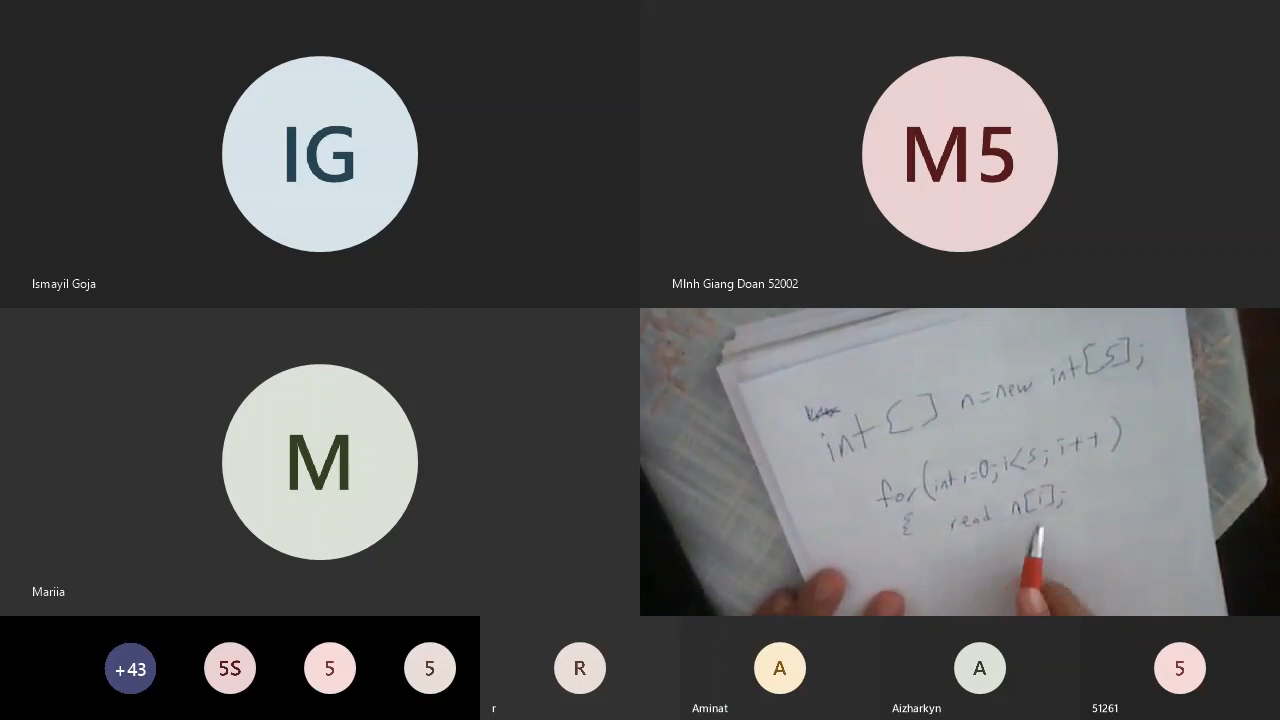 IG
M5
Ismayil Goja
MInh Giang Doan 52002
M
int [ ] n=new int[5];
for(int i=0; i<5; i++)
{ read n[i];
Mariia
+43
5S
5
5
R
A
A
5
r
Aminat
Aizharkyn
51261